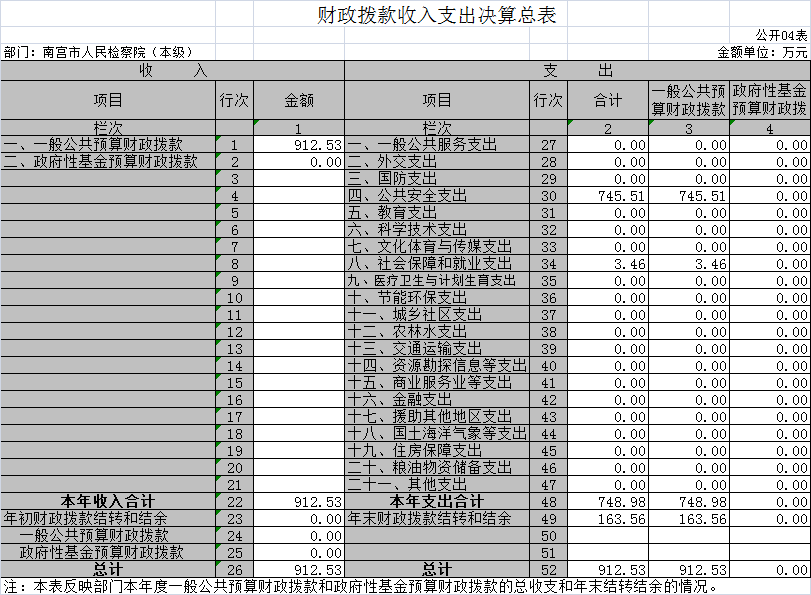 财政拨款收入支出决算总表
公开04表
部门：南宫市人民检察院（本级） 金额单位：万元
收 入 支 出
项目 行次 金额 项目 行次 合计 一般公共预算财政拨款 政府性基金预算财政拨
栏次 1 栏次 2 3 4
一、一般公共预算财政拨款 1 912.53 一、一般公共服务支出 27 0.00 0.00 0.00
二、政府性基金预算财政拨款 2 0.00 二、外交支出 28 0.00 0.00 0.00
3 三、国防支出 29 0.00 0.00 0.00
4 四、公共安全支出 30 745.51 745.51 0.00
5 五、教育支出 31 0.00 0.00 0.00
6 六、科学技术支出 32 0.00 0.00 0.00
7 七、文化体育与传媒支出 33 0.00 0.00 0.00
8 八、社会保障和就业支出 34 3.46 3.46 0.00
9 九、医疗卫生与计划生育支出 35 0.00 0.00 0.00
10 十、节能环保支出 36 0.00 0.00 0.00
11 十一、城乡社区支出 37 0.00 0.00 0.00
12 十二、农林水支出 38 0.00 0.00 0.00
13 十三、交通运输支出 39 0.00 0.00 0.00
14 十四、资源勘探信息等支出 40 0.00 0.00 0.00
15 十五、商业服务业等支出 41 0.00 0.00 0.00
16 十六、金融支出 42 0.00 0.00 0.00
17 十七、援助其他地区支出 43 0.00 0.00 0.00
18 十八、国土海洋气象等支出 44 0.00 0.00 0.00
19 十九、住房保障支出 45 0.00 0.00 0.00
20 二十、粮油物资储备支出 46 0.00 0.00 0.00
21 二十一、其他支出 47 0.00 0.00 0.00
本年收入合计 22 912.53 本年支出合计 48 748.98 748.98 0.00
年初财政拨款结转和结余 23 0.00 年末财政拨款结转和结余 49 163.56 163.56 0.00
一般公共预算财政拨款 24 0.00 50
政府性基金预算财政拨款 25 0.00 51
总计 26 912.53 总计 52 912.53 912.53 0.00
注：本表反映部门本年度一般公共预算财政拨款和政府性基金预算财政拨款的总收支和年末结转结余的情况。